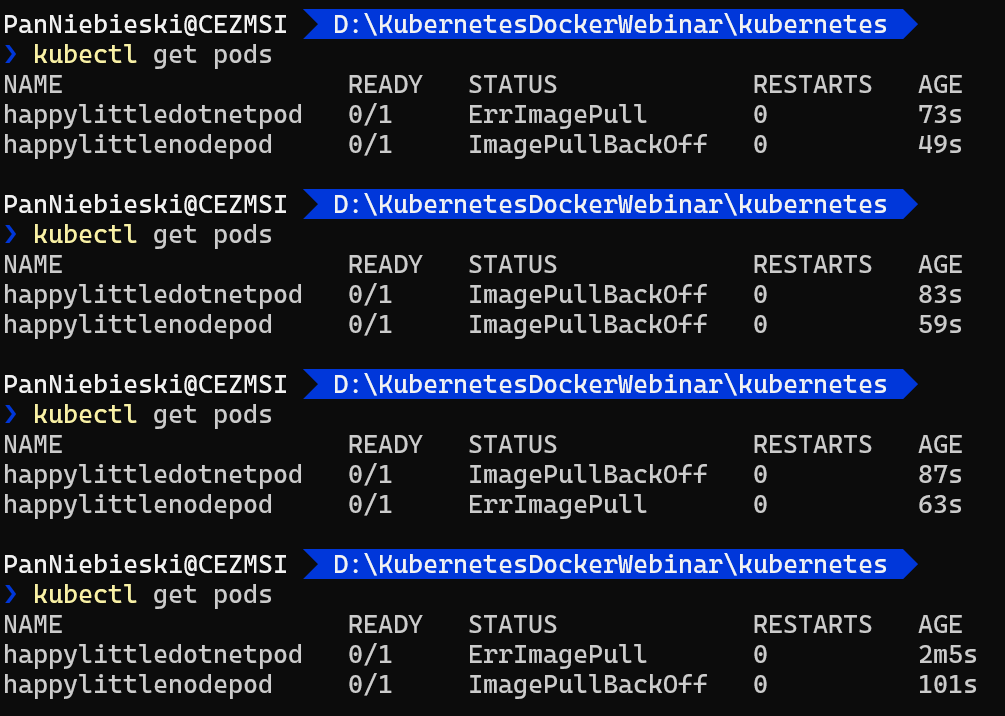 PanNiebieski@CEZMSI D:\KubernetesDockerWebinar\kubernetes
❯ kubectl get pods
NAME READY STATUS RESTARTS AGE
happylittledotnetpod 0/1 ErrImagePull 0 73s
happylittlenodepod 0/1 ImagePullBackOff 0 49s
PanNiebieski@CEZMSI D:\KubernetesDockerWebinar\kubernetes
❯ kubectl get pods
NAME READY STATUS RESTARTS AGE
happylittledotnetpod 0/1 ImagePullBackOff 0 83s
happylittlenodepod 0/1 ImagePullBackOff 0 59s
PanNiebieski@CEZMSI D:\KubernetesDockerWebinar\kubernetes
❯ kubectl get pods
NAME READY STATUS RESTARTS AGE
happylittledotnetpod 0/1 ImagePullBackOff 0 87s
happylittlenodepod 0/1 ErrImagePull 0 63s
PanNiebieski@CEZMSI D:\KubernetesDockerWebinar\kubernetes
❯ kubectl get pods
NAME READY STATUS RESTARTS AGE
happylittledotnetpod 0/1 ErrImagePull 0 2m5s
happylittlenodepod 0/1 ImagePullBackOff 0 101s